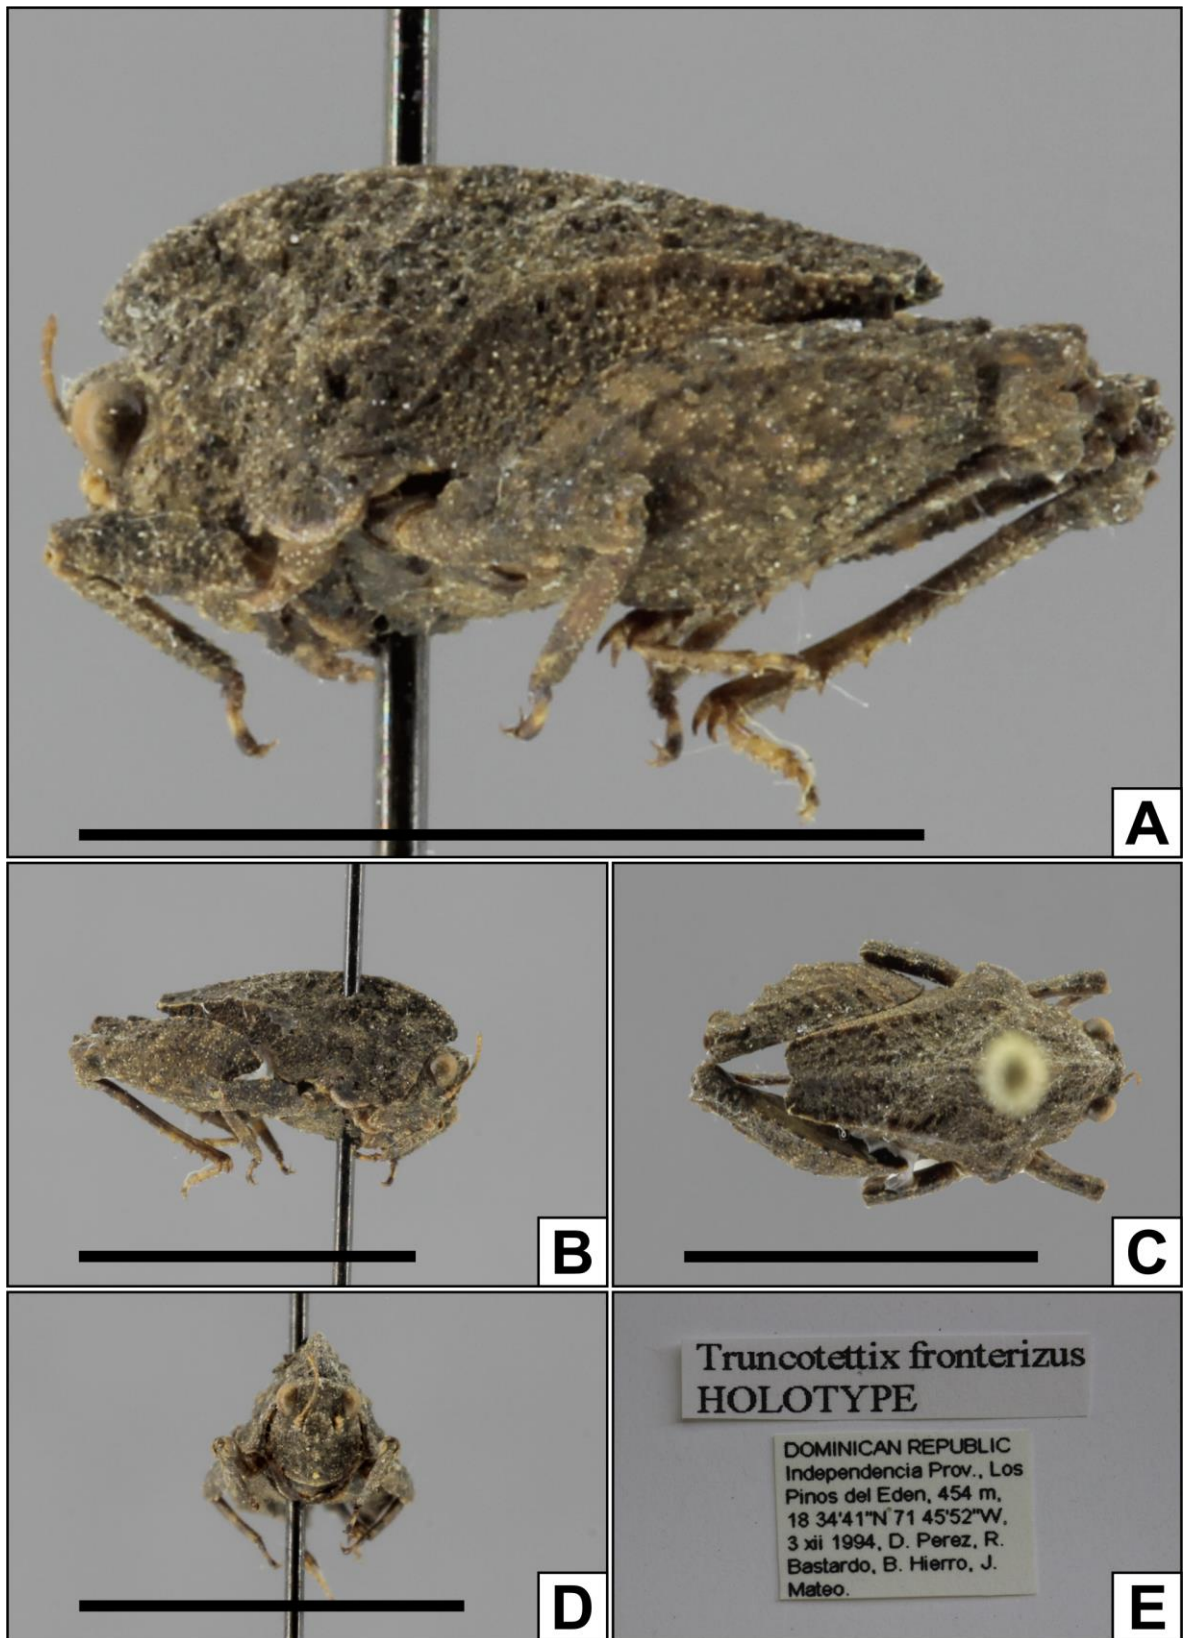 A
B
C
D
Truncotettix fronterizus
HOLOTYPE
DOMINICAN REPUBLIC
Independencia Prov., Los
Pinos del Eden, 454 m,
18 34'41"N 71 45'52"W,
3 xii 1994, D. Perez, R.
Bastardo, B. Hierro, J.
Mateo.
E